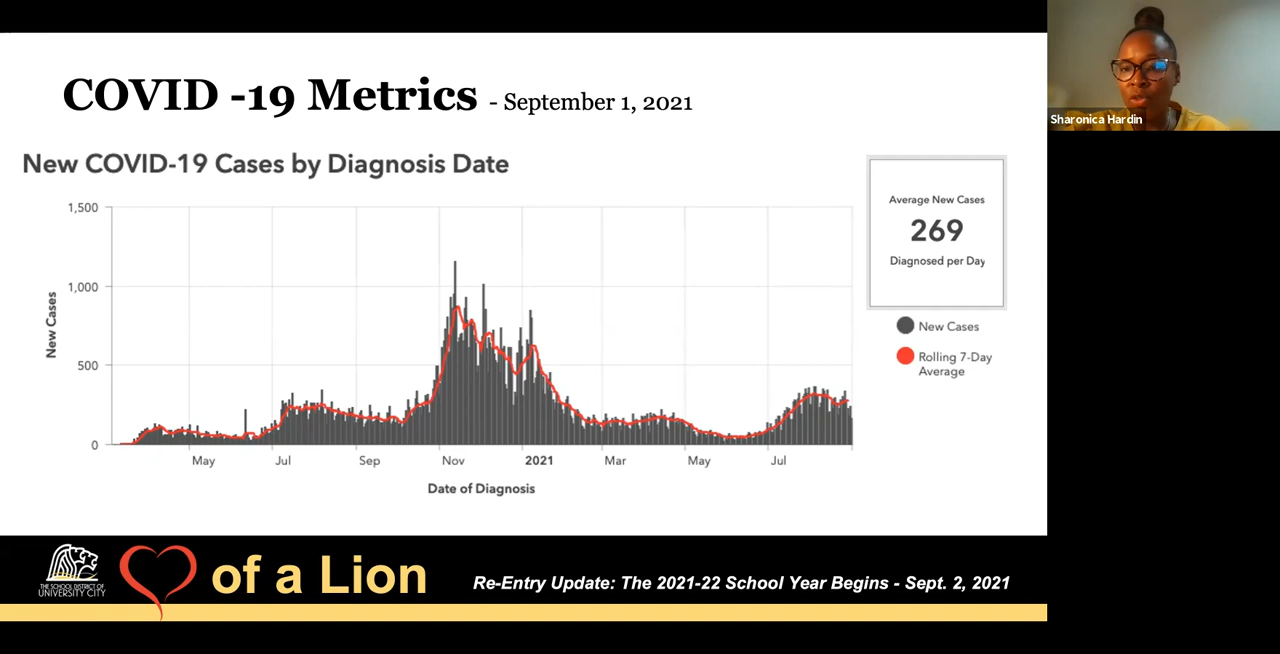 COVID -19 Metrics - September 1, 2021
Sharonica Hardin
New COVID-19 Cases by Diagnosis Date
1,500
1,000
500
0
New Cases
May
Jul
Sep
Nov
2021
Mar
May
Jul
Date of Diagnosis
Average New Cases
269
Diagnosed per Day
New Cases
Rolling 7-Day
Average
THE SCHOOL DISTRICT OF
UNIVERSITY CITY
of a Lion
Re-Entry Update: The 2021-22 School Year Begins - Sept. 2, 2021